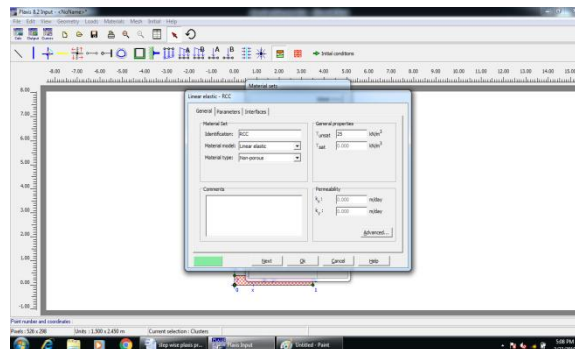 Plaxis 8.2 Input - <NoName>*
File Edit View Geometry Loads Materials Mesh Initial Help
Initial conditions
-8.00 -7.00 -6.00 -5.00 -4.00 -3.00 -2.00 -1.00 0.00 1.00 2.00 3.00 4.00 5.00 6.00 7.00 8.00 9.00 10.00 11.00 12.00 13.00 14.00 15.00
Material sets
Linear elastic - RCC
General Parameters Interfaces
Material Set
Identification: RCC
Material model: Linear elastic
Material type: Non-porous
General properties
γunsat 25 kN/m³
γsat 0.000 kN/m³
Comments
Permeability
kx : 0.000 m/day
ky : 0.000 m/day
Advanced...
Next Ok Cancel Help
8.00
7.00
6.00
5.00
4.00
3.00
2.00
1.00
0.00
-1.00
0 x 1
Point number and coordinates :
Pixels : 526 x 298 Units : 1.300 x 2.450 m Current selection : Clusters
Step wise plaxis pr... Plaxis Input Untitled - Paint
5:08 PM